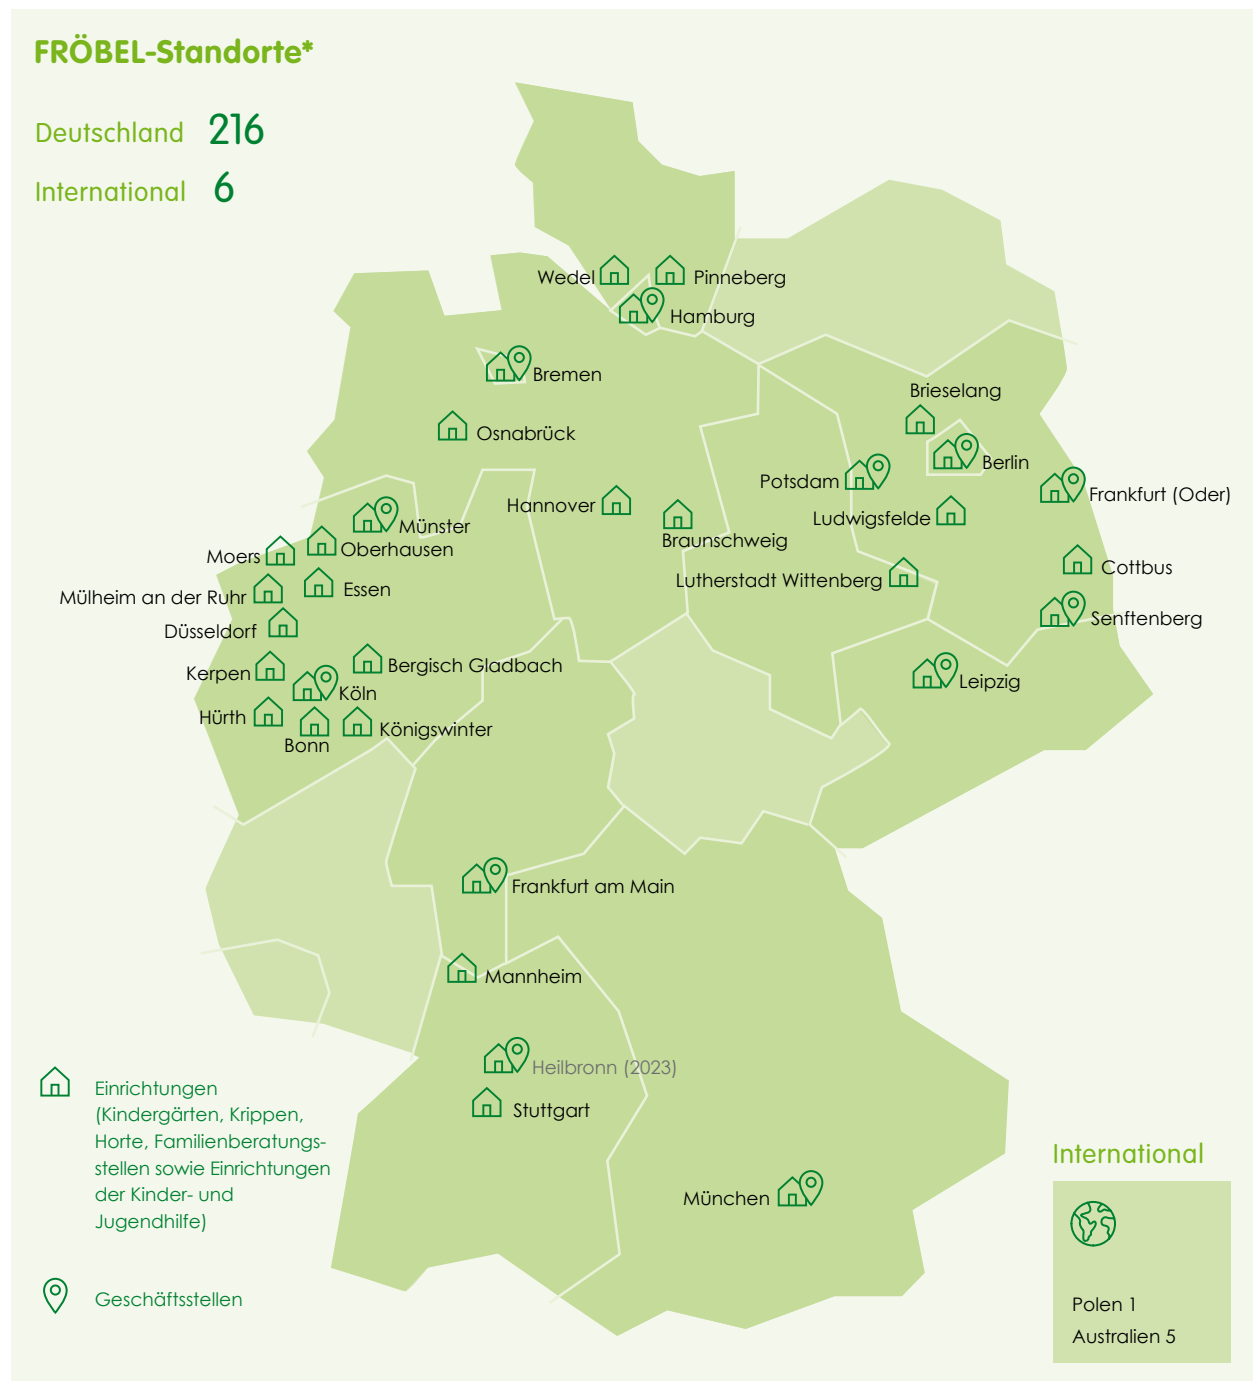 FRÖBEL-Standorte*
Deutschland 216
International 6
Wedel
Pinneberg
Hamburg
Bremen
Brieselang
Osnabrück
Berlin
Potsdam
Frankfurt (Oder)
Hannover
Ludwigsfelde
Münster
Braunschweig
Oberhausen
Moers
Cottbus
Lutherstadt Wittenberg
Essen
Mülheim an der Ruhr
Senftenberg
Düsseldorf
Bergisch Gladbach
Kerpen
Leipzig
Köln
Hürth
Königswinter
Bonn
Frankfurt am Main
Mannheim
Heilbronn (2023)
Stuttgart
München
Einrichtungen
(Kindergärten, Krippen,
Horte, Familienberatungs-
stellen sowie Einrichtungen
der Kinder- und
Jugendhilfe)
Geschäftsstellen
International
Polen 1
Australien 5